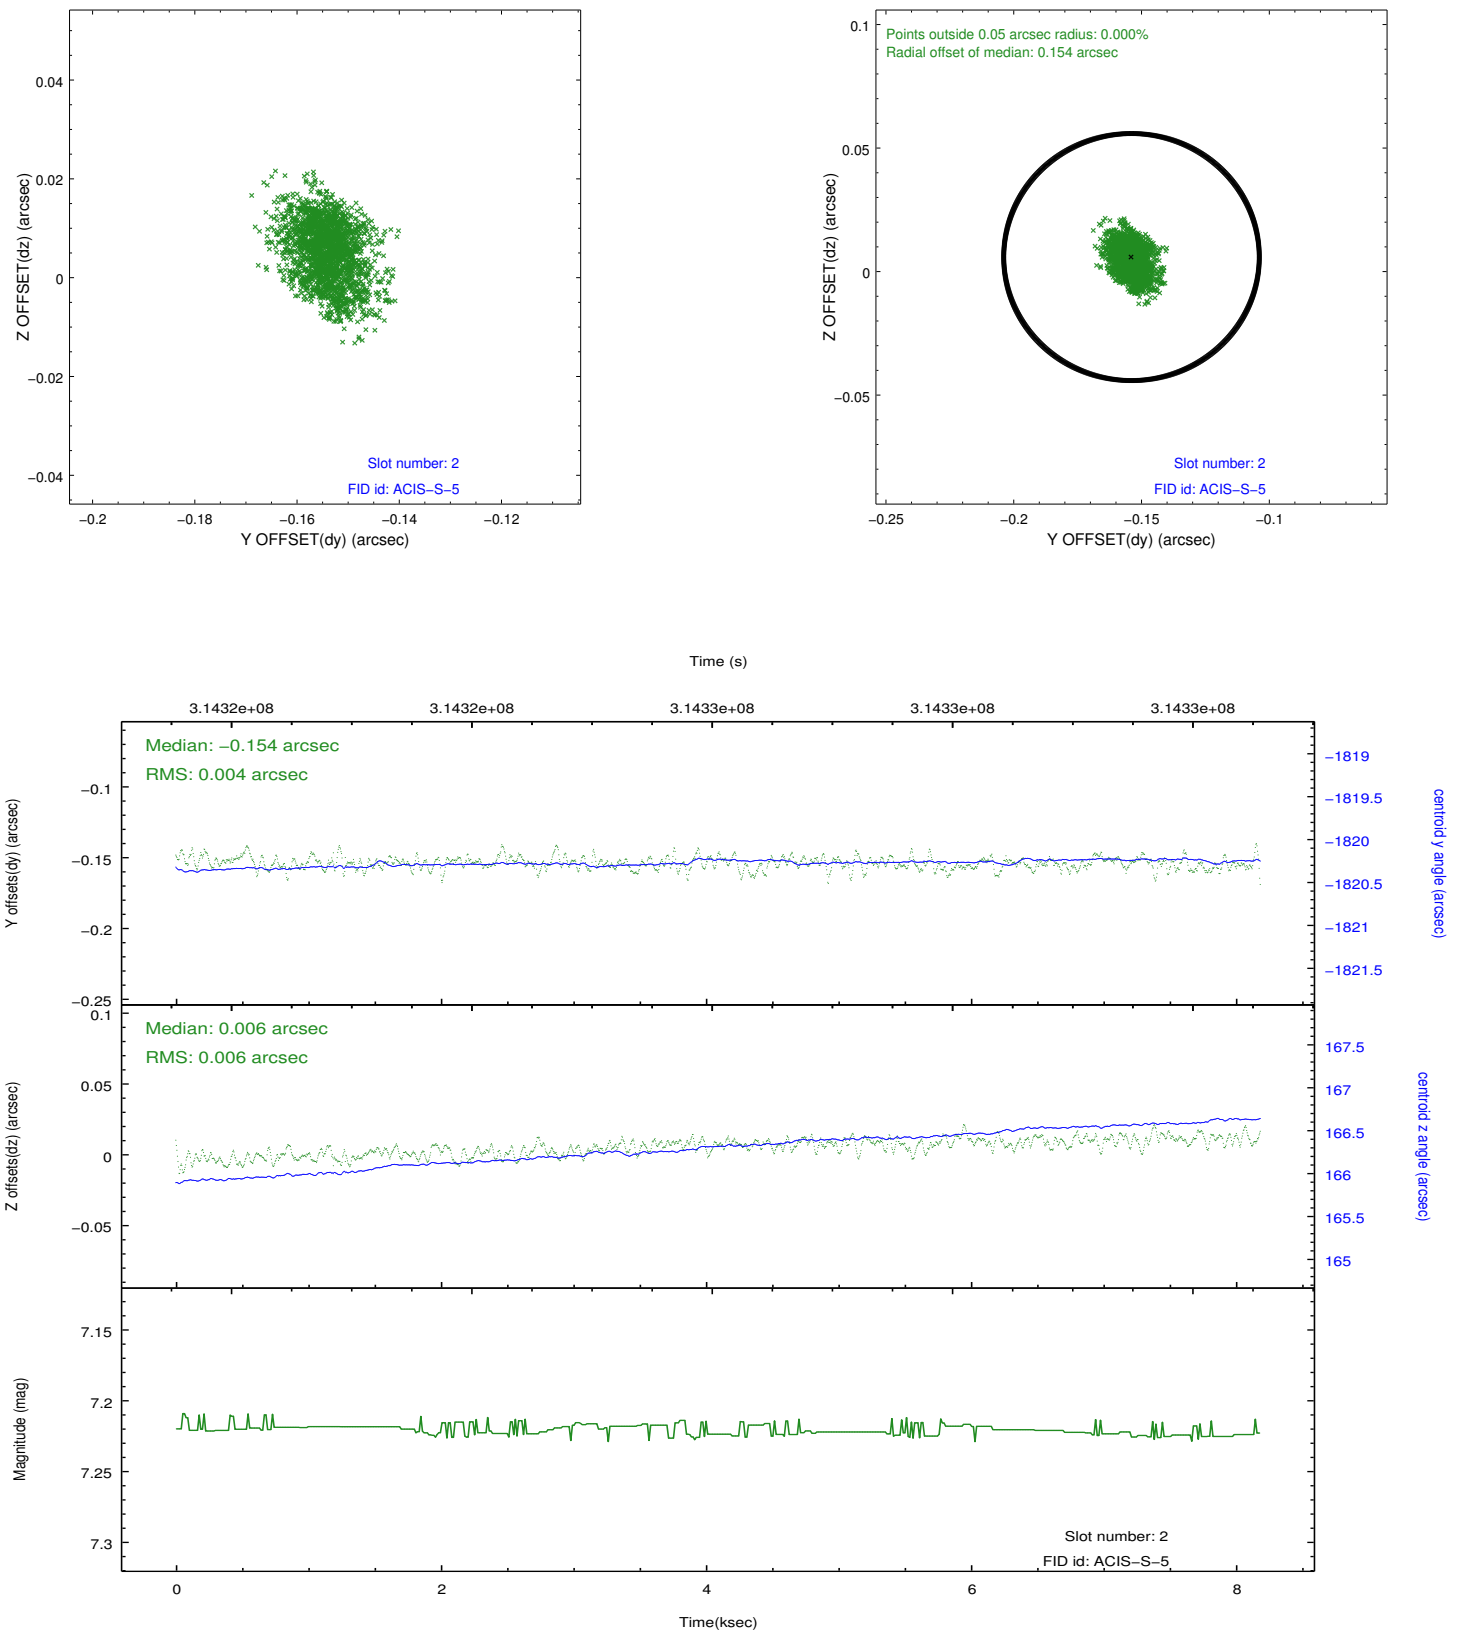 0.04
0.02
0
−0.02
−0.04
Z OFFSET(dz) (arcsec)
Slot number: 2
FID id: ACIS−S−5
−0.2
−0.18
−0.16
−0.14
−0.12
Y OFFSET(dy) (arcsec)
Points outside 0.05 arcsec radius: 0.000%
Radial offset of median: 0.154 arcsec
0.1
0.05
0
−0.05
Z OFFSET(dz) (arcsec)
Slot number: 2
FID id: ACIS−S−5
−0.25
−0.2
−0.15
−0.1
Y OFFSET(dy) (arcsec)
Time (s)
3.1432e+08
3.1432e+08
3.1433e+08
3.1433e+08
3.1433e+08
Median: −0.154 arcsec
RMS: 0.004 arcsec
−0.1
−0.15
−0.2
−0.25
Y offsets(dy) (arcsec)
−1819
−1819.5
−1820
−1820.5
−1821
−1821.5
centroid y angle (arcsec)
Median: 0.006 arcsec
RMS: 0.006 arcsec
0.1
0.05
0
−0.05
Z offsets(dz) (arcsec)
167.5
167
166.5
166
165.5
165
centroid z angle (arcsec)
7.15
7.2
7.25
7.3
Magnitude (mag)
Slot number: 2
FID id: ACIS−S−5
0
2
4
6
8
Time(ksec)